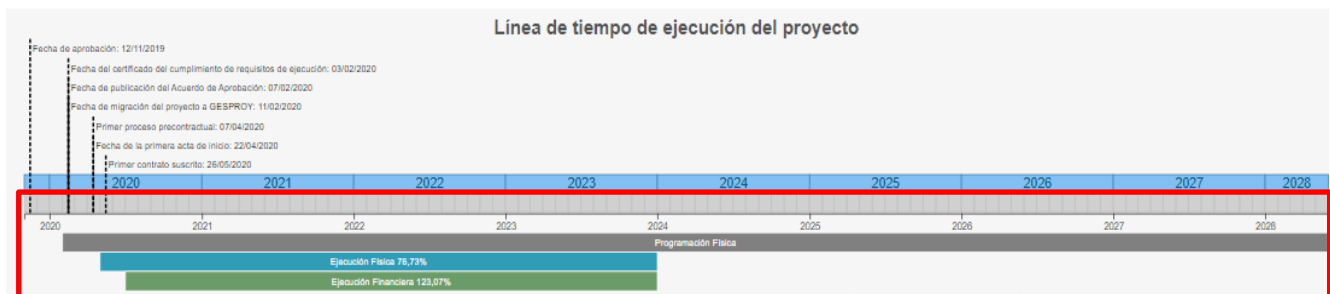 Línea de tiempo de ejecución del proyecto
Fecha de aprobación: 12/11/2019
Fecha del certificado del cumplimiento de requisitos de ejecución: 03/02/2020
Fecha de publicación del Acuerdo de Aprobación: 07/02/2020
Fecha de migración del proyecto a GESPROY: 11/02/2020
Primer proceso precontractual: 07/04/2020
Fecha de la primera acta de inicio: 22/04/2020
Primer contrato suscrito: 26/05/2020
2020 2021 2022 2023 2024 2025 2026 2027 2028
2020 2021 2022 2023 2024 2025 2026 2027 2028
Programación Física
Ejecución Física 76,73%
Ejecución Financiera 123,07%